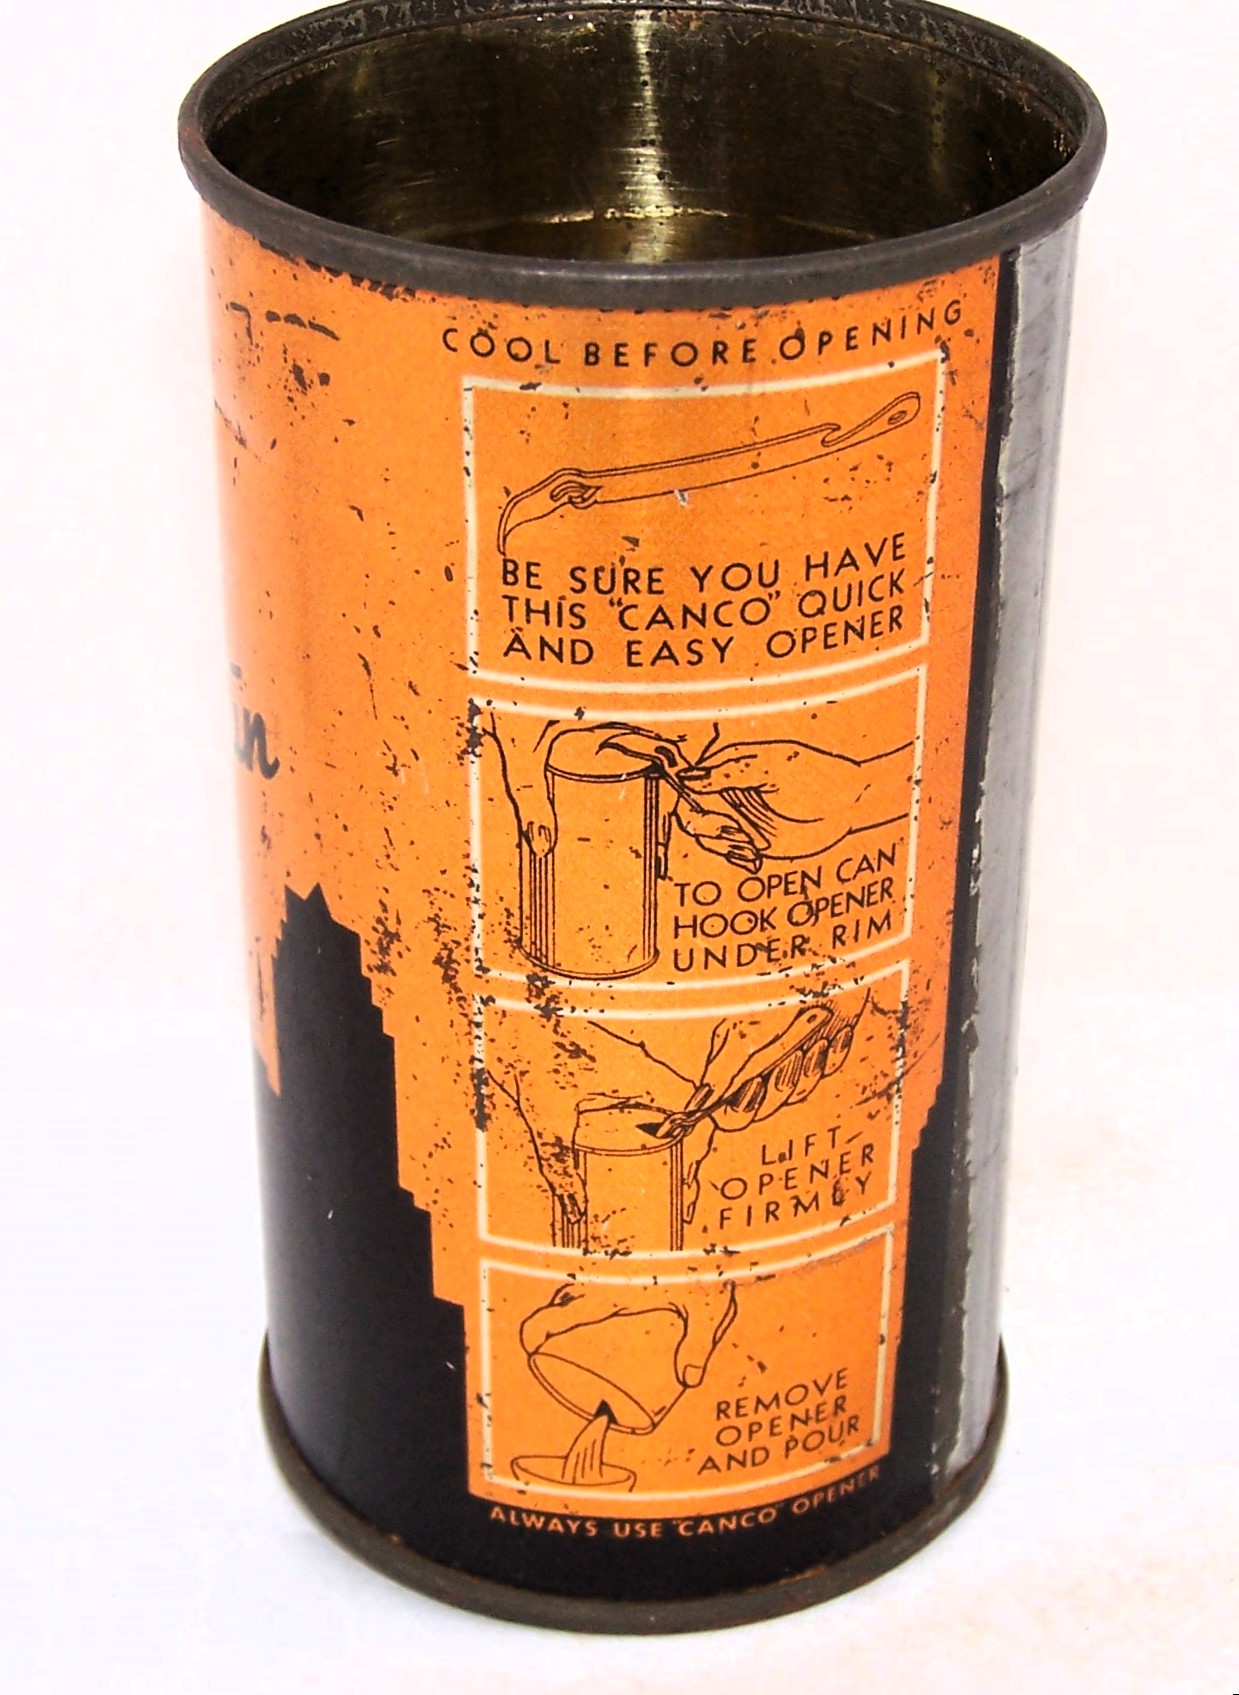 COOL BEFORE OPENING
BE SURE YOU HAVE
THIS "CANCO" QUICK
AND EASY OPENER
TO OPEN CAN
HOOK OPENER
UNDER RIM
LIFT
OPENER
FIRMLY
REMOVE
OPENER
AND POUR
ALWAYS USE "CANCO" OPENER